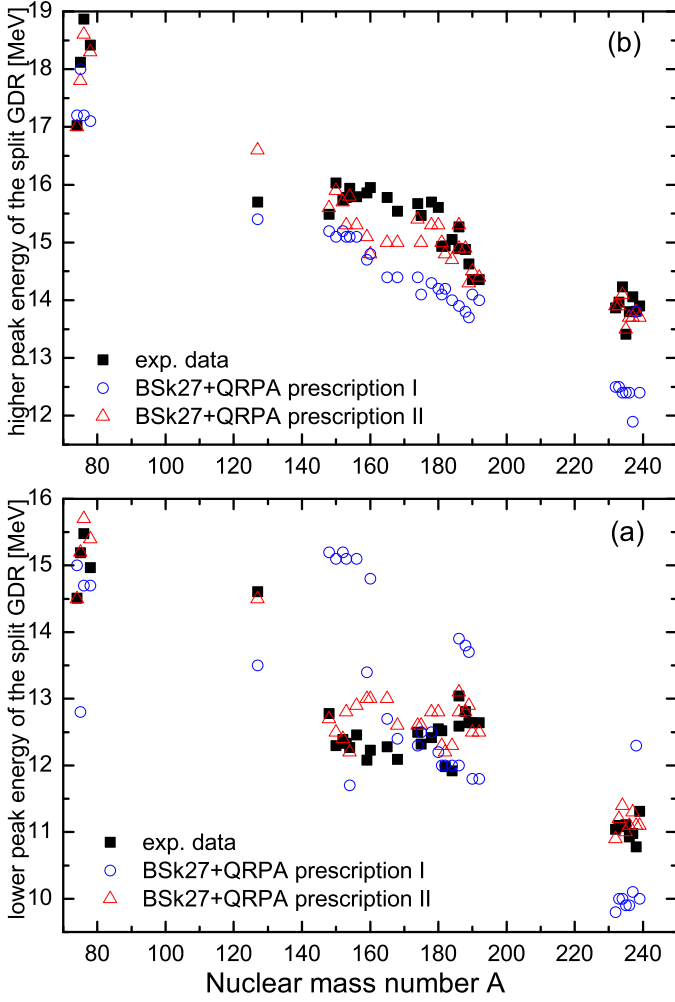 19
18
17
16
15
14
13
12
higher peak energy of the split GDR [MeV]
(b)
exp. data
BSk27+QRPA prescription I
BSk27+QRPA prescription II
80 100 120 140 160 180 200 220 240
16
15
14
13
12
11
10
lower peak energy of the split GDR [MeV]
(a)
exp. data
BSk27+QRPA prescription I
BSk27+QRPA prescription II
80 100 120 140 160 180 200 220 240
Nuclear mass number A